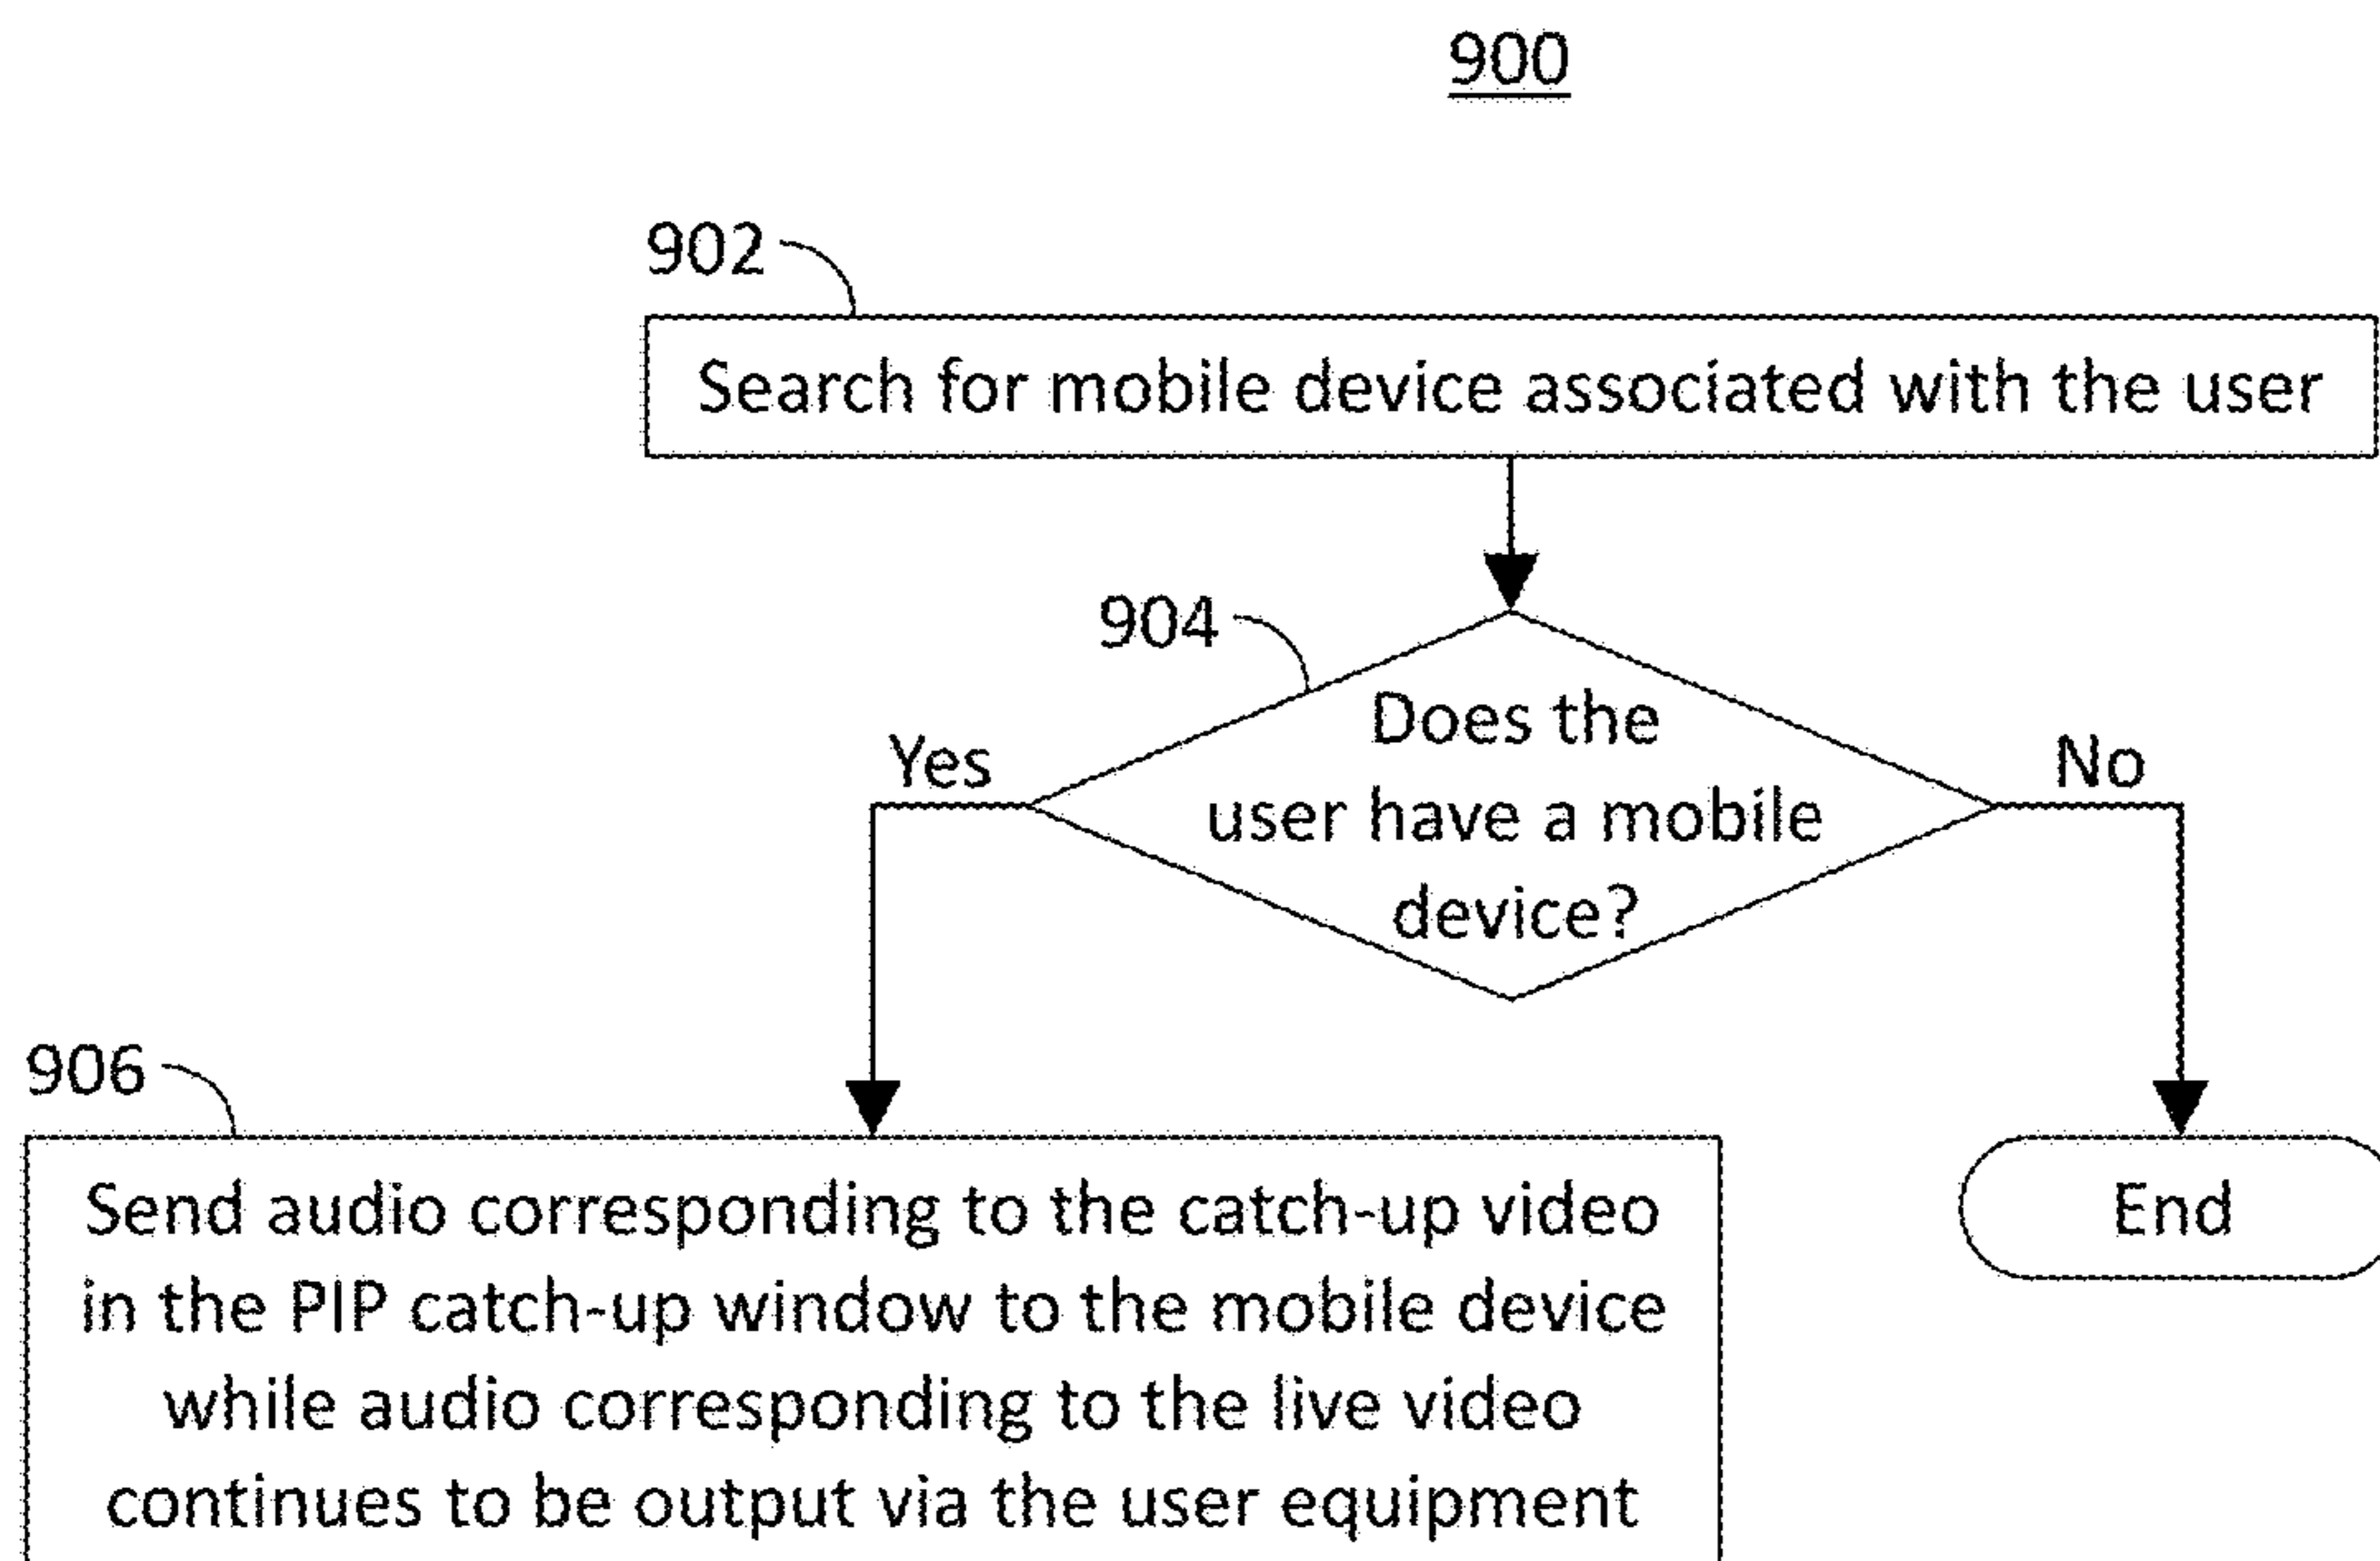 900
902
Search for mobile device associated with the user
904
Does the
user have a mobile
device?
Yes
No
906
Send audio corresponding to the catch-up video
in the PIP catch-up window to the mobile device
while audio corresponding to the live video
continues to be output via the user equipment
End